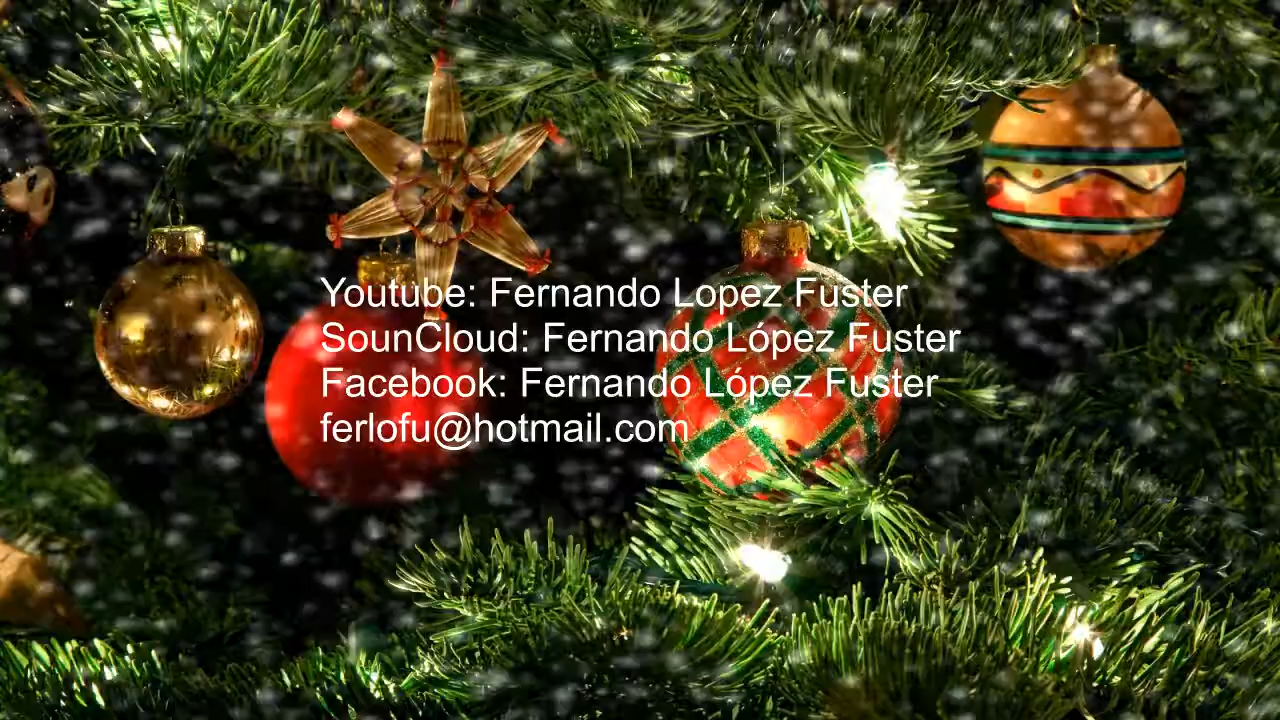 Youtube: Fernando Lopez Fuster
SounCloud: Fernando López Fuster
Facebook: Fernando López Fuster
ferlofu@hotmail.com